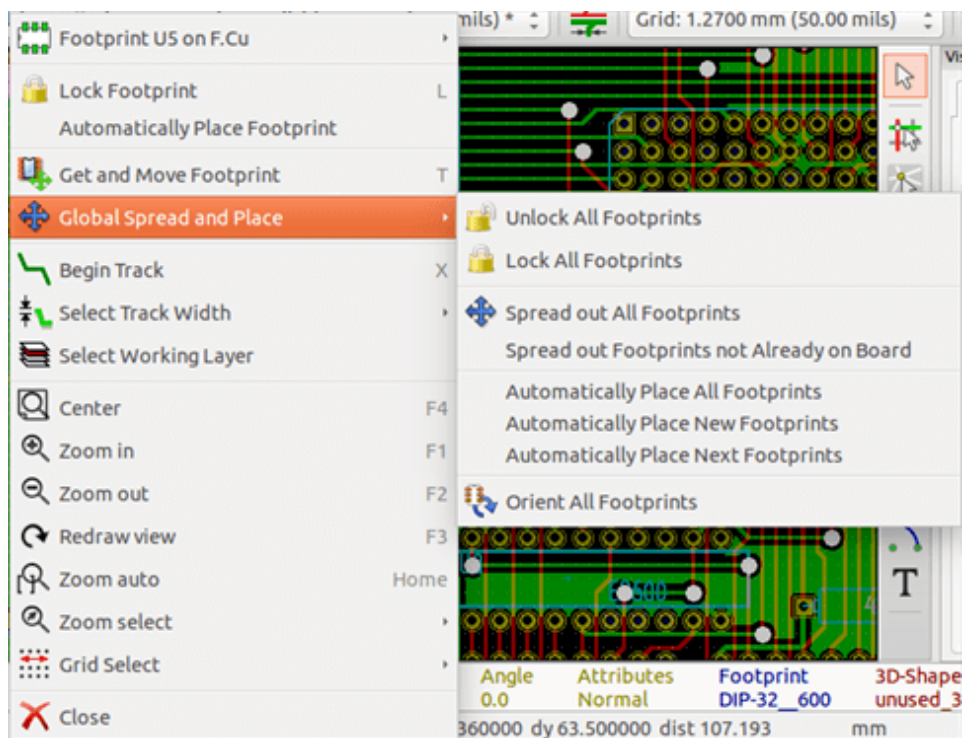 mils) *
Grid: 1.2700 mm (50.00 mils)
Footprint U5 on F.Cu
Vis
Lock Footprint L
Automatically Place Footprint
Get and Move Footprint T
Global Spread and Place
Unlock All Footprints
Lock All Footprints
Spread out All Footprints
Spread out Footprints not Already on Board
Automatically Place All Footprints
Automatically Place New Footprints
Automatically Place Next Footprints
Orient All Footprints
Begin Track X
Select Track Width
Select Working Layer
Center F4
Zoom in F1
Zoom out F2
Redraw view F3
Zoom auto Home
Zoom select
Grid Select
Close
T
4
Angle Attributes Footprint 3D-Shape
0.0 Normal DIP-32__600 unused_3
360000 dy 63.500000 dist 107.193 mm